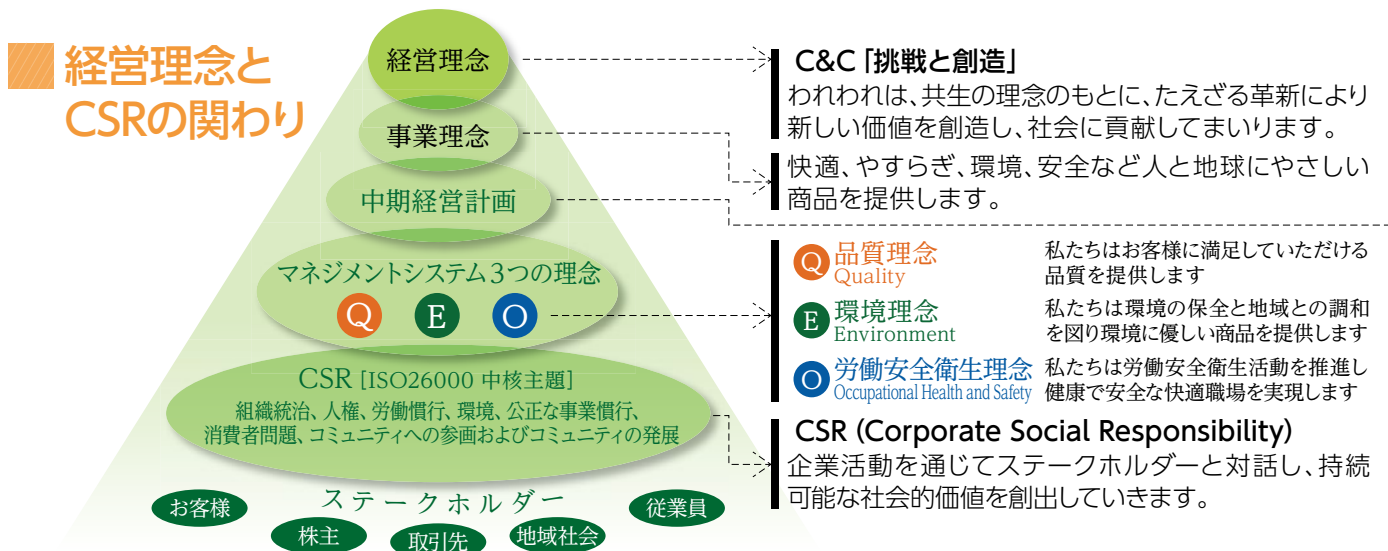 経営理念と
CSRの関わり
経営理念
事業理念
中期経営計画
マネジメントシステム3つの理念
Q E O
CSR [ISO26000 中核主題]
組織統治、人権、労働慣行、環境、公正な事業慣行、
消費者問題、コミュニティへの参画およびコミュニティの発展
ステークホルダー
お客様
株主
取引先
地域社会
従業員
C&C「挑戦と創造」
われわれは、共生の理念のもとに、たえざる革新により
新しい価値を創造し、社会に貢献してまいります。
快適、やすらぎ、環境、安全など人と地球にやさしい
商品を提供します。
Q 品質理念
Quality
私たちはお客様に満足していただける
品質を提供します
E 環境理念
Environment
私たちは環境の保全と地域との調和
を図り環境に優しい商品を提供します
O 労働安全衛生理念
Occupational Health and Safety
私たちは労働安全衛生活動を推進し
健康で安全な快適職場を実現します
CSR (Corporate Social Responsibility)
企業活動を通じてステークホルダーと対話し、持続
可能な社会的価値を創出していきます。